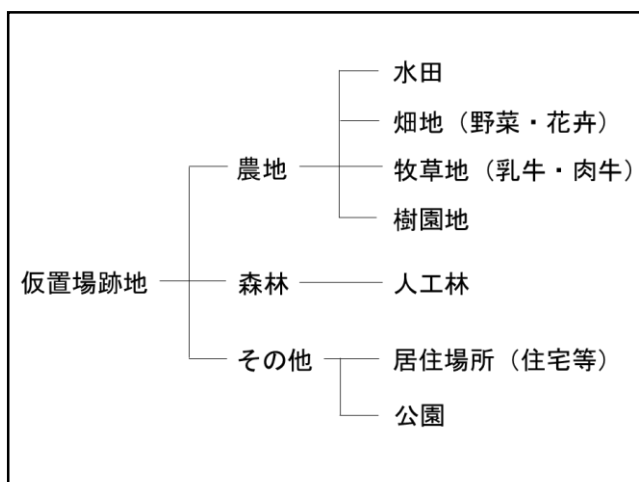 水田
畑地（野菜・花卉）
農地
牧草地（乳牛・肉牛）
樹園地
仮置場跡地
森林
人工林
その他
居住場所（住宅等）
公園